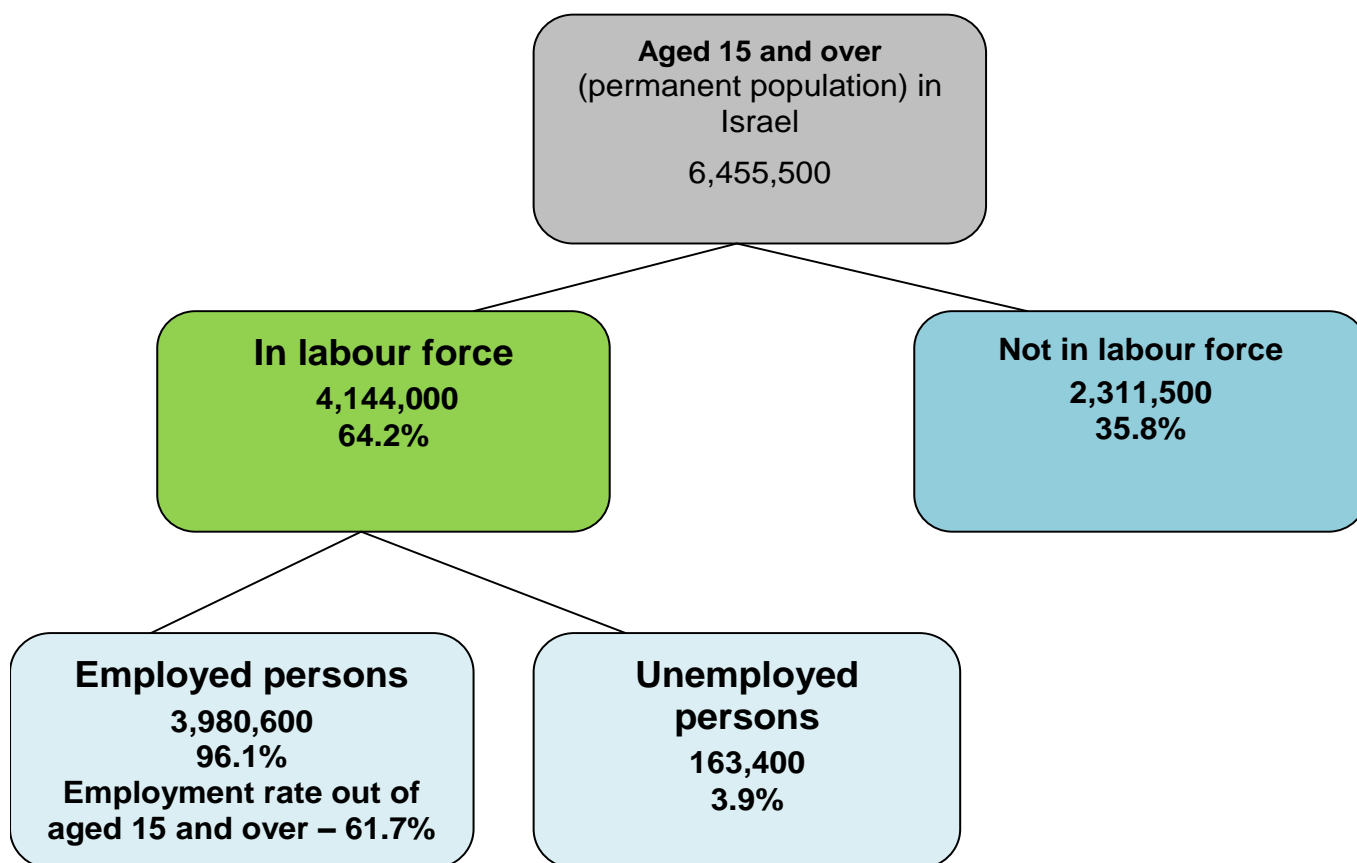 Aged 15 and over
(permanent population) in
Israel
6,455,500
In labour force
4,144,000
64.2%
Not in labour force
2,311,500
35.8%
Employed persons
3,980,600
96.1%
Employment rate out of
aged 15 and over – 61.7%
Unemployed
persons
163,400
3.9%